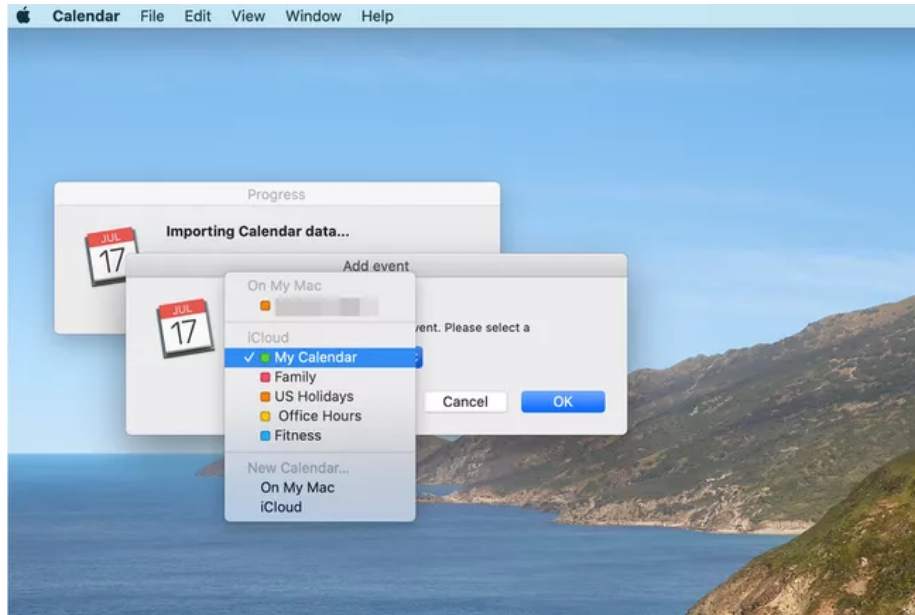 Calendar File Edit View Window Help
Progress
JUL
17
Importing Calendar data...
Add event
JUL
17
On My Mac
iCloud
vent. Please select a
✓ My Calendar
Family
US Holidays
Office Hours
Fitness
Cancel OK
New Calendar...
On My Mac
iCloud